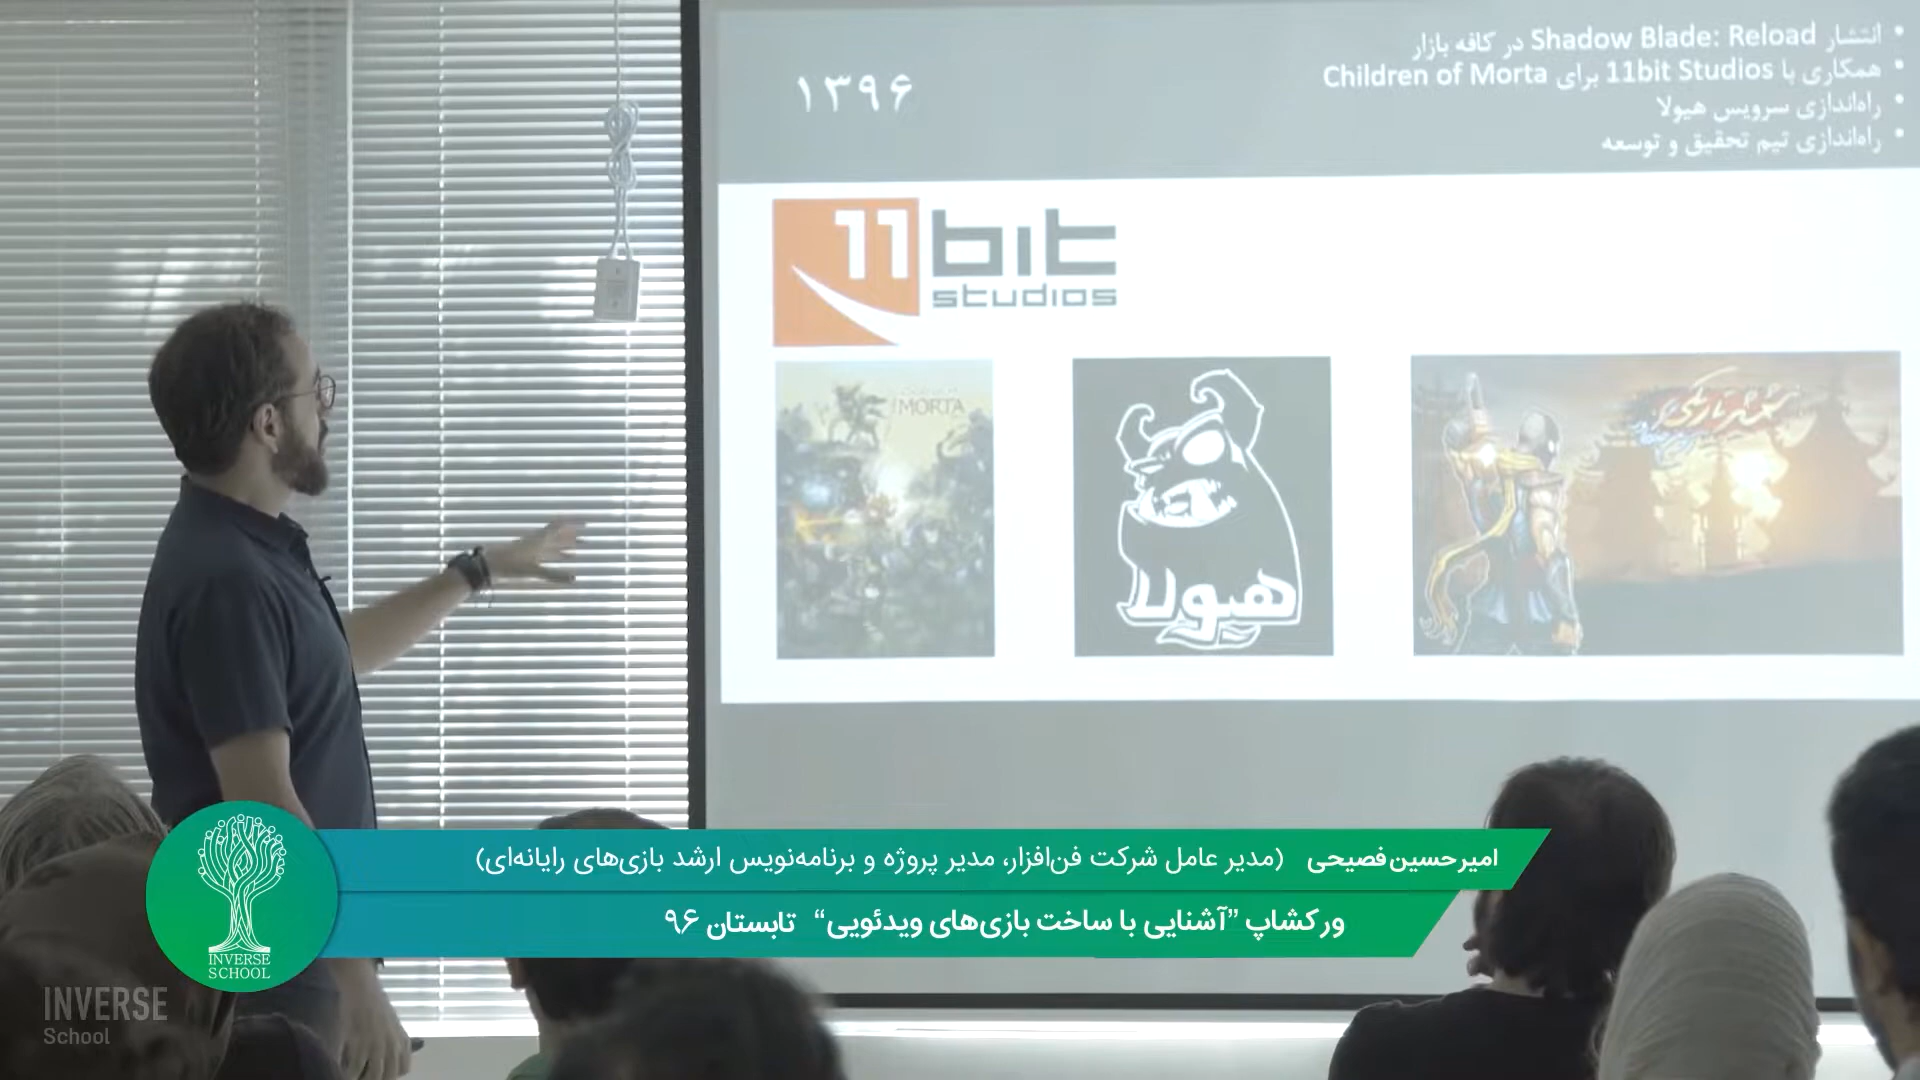 • انتشار Shadow Blade: Reload در کافه بازار
• همکاری با 11bit Studios برای Children of Morta
• راه‌اندازی سرویس هیولا
• راه‌اندازی تیم تحقیق و توسعه
۱۳۹۶
11bit
studios
MORTA
هیولا
امیرحسین فصیحی (مدیر عامل شرکت فن‌افزار، مدیر پروژه و برنامه‌نویس ارشد بازی‌های رایانه‌ای)
ورکشاپ ”آشنایی با ساخت بازی‌های ویدئویی“ تابستان ۹۶
INVERSE
SCHOOL
INVERSE
School